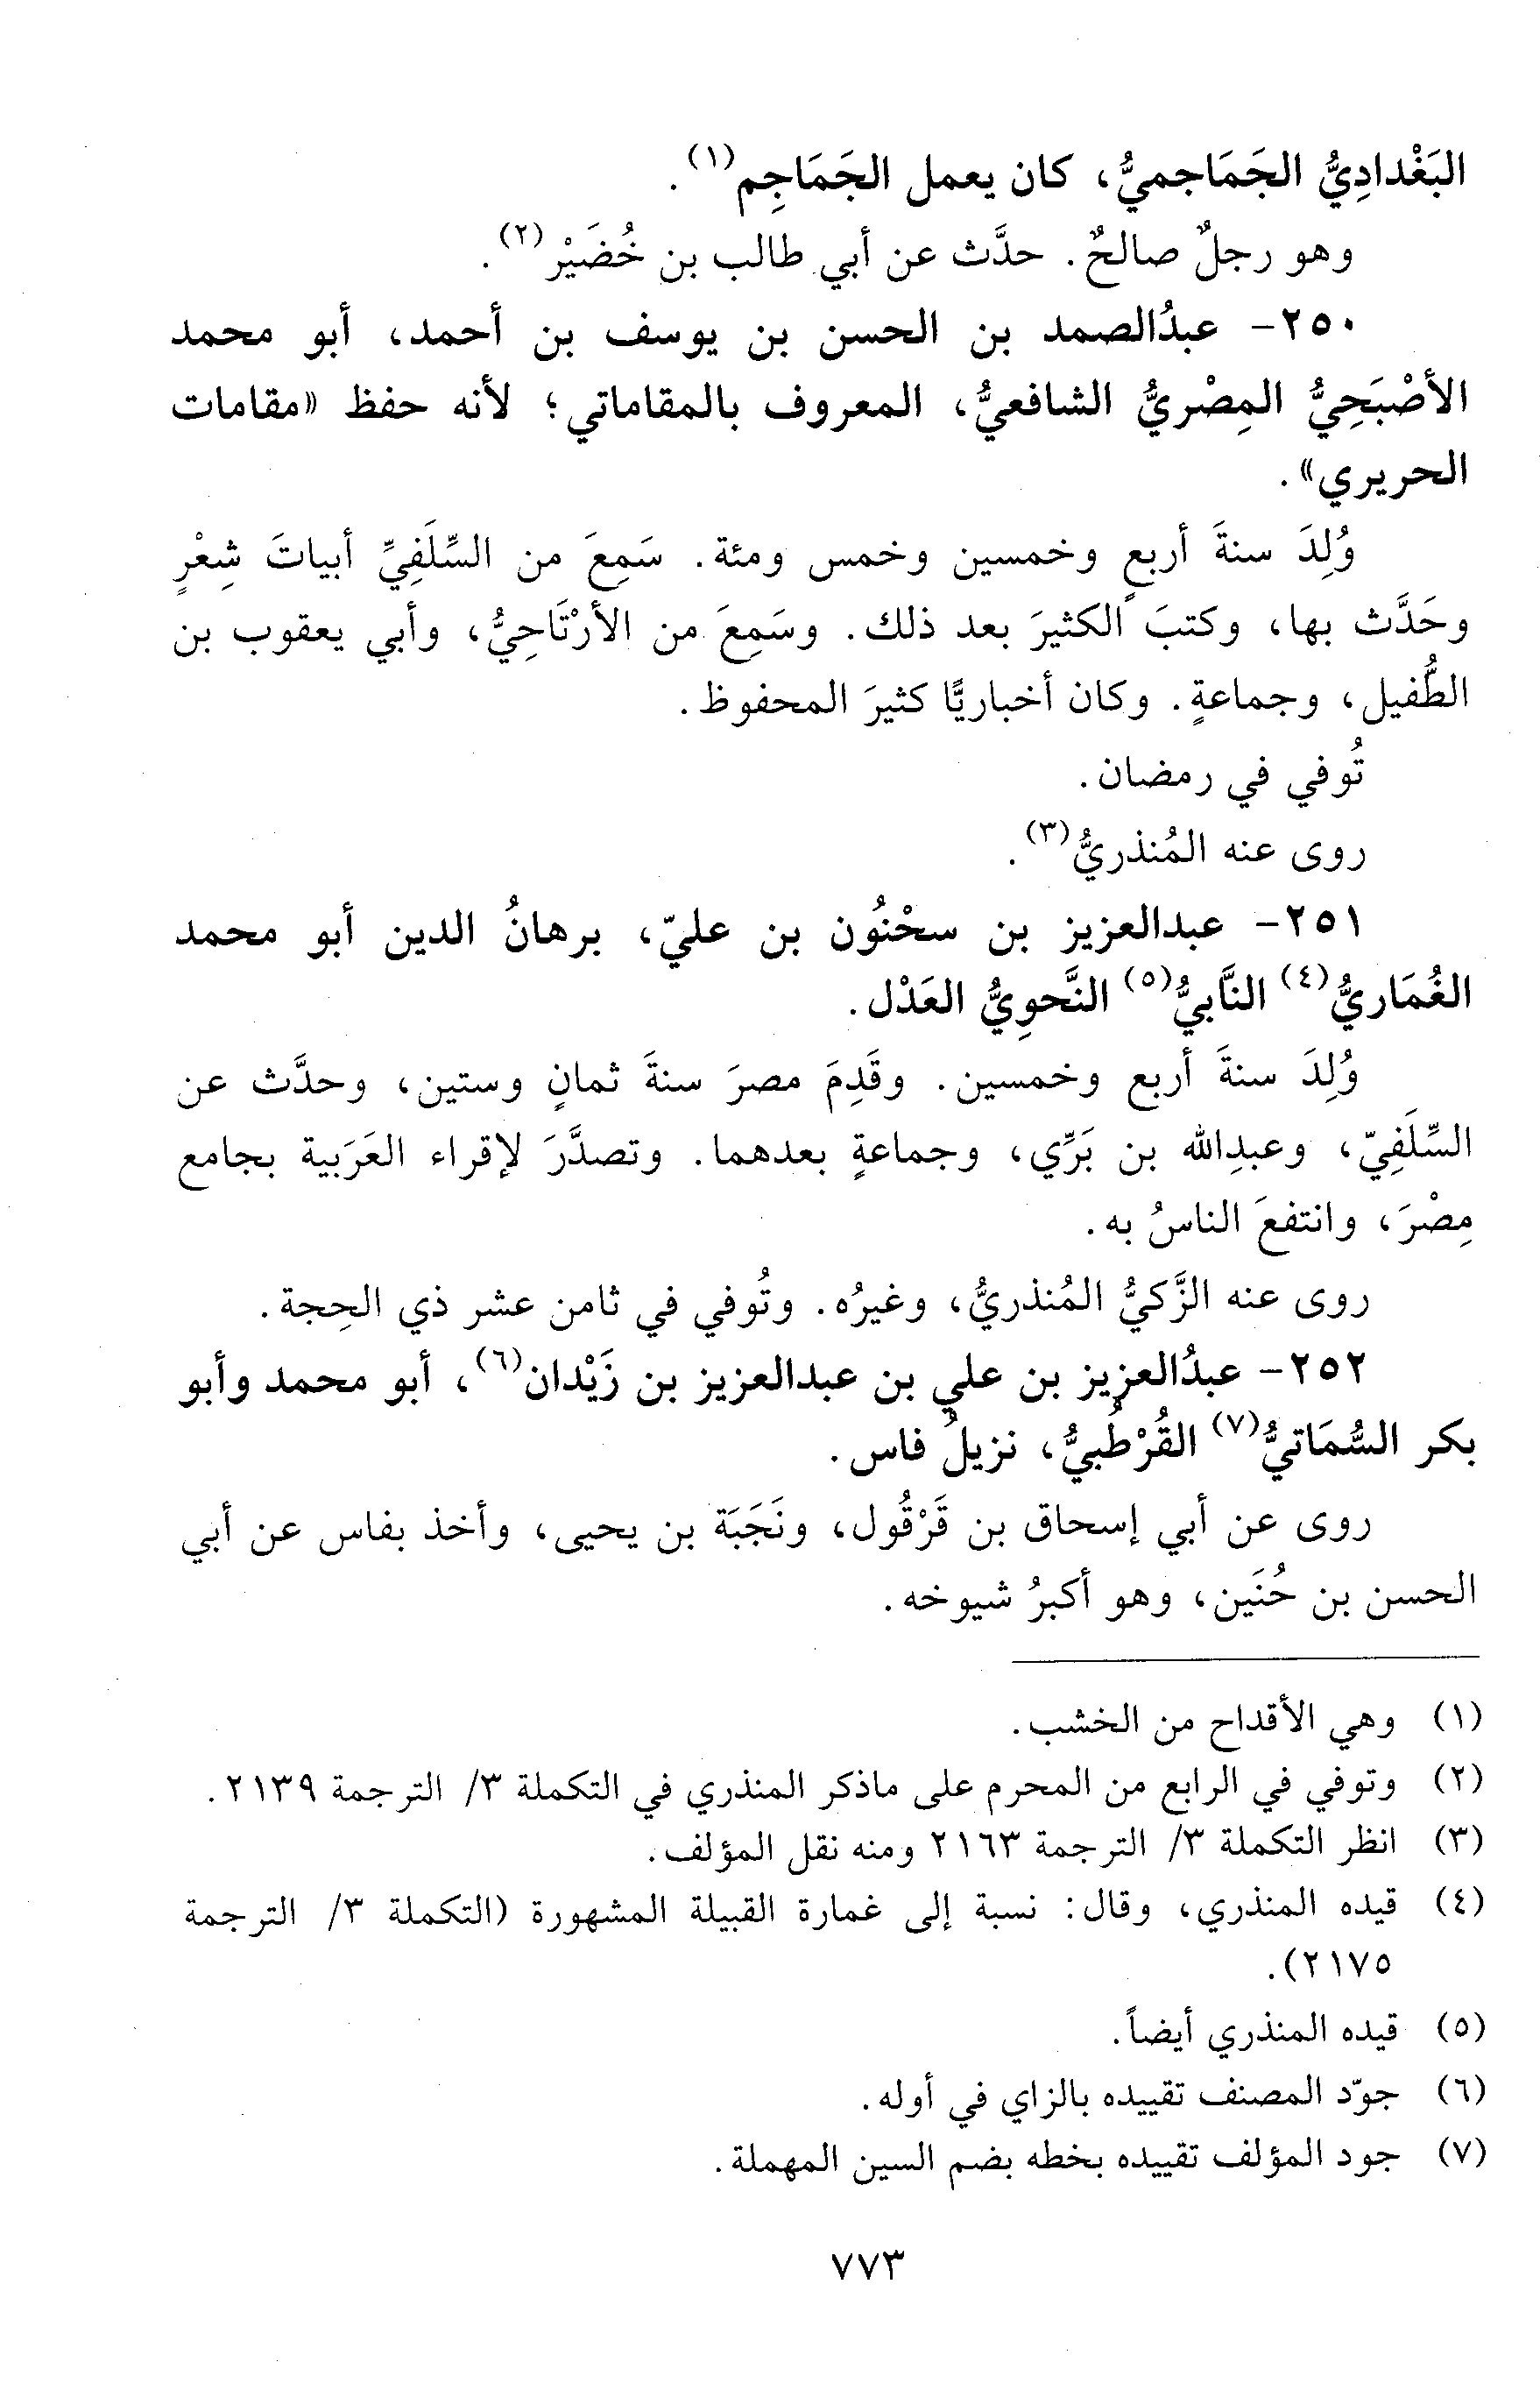 البَغْدادِيُّ الجَمَاجميُّ، كان يعمل الجَمَاجِم(١).
وهو رجلٌ صالحٌ. حدَّث عن أبي طالب بن خُضَيْر(٢).
٢٥٠- عبدُالصمد بن الحسن بن يوسف بن أحمد، أبو محمد
الأصْبَحِيُّ المِصْريُّ الشافعيُّ، المعروف بالمقاماتي؛ لأنه حفظ «مقامات
الحريري».
وُلِدَ سنةَ أربعٍ وخمسين وخمس ومئة. سَمِعَ من السِّلَفِيِّ أبياتَ شِعْرٍ
وحَدَّث بها، وكتبَ الكثيرَ بعد ذلك. وسَمِعَ من الأرْتَاحِيُّ، وأبي يعقوب بن
الطُّفيل، وجماعةٍ. وكان أخباريًّا كثيرَ المحفوظ.
تُوفي في رمضان.
روى عنه المُنذريُّ(٣).
٢٥١- عبدالعزيز بن سحْنُون بن عليّ، برهانُ الدين أبو محمد
الغُمَاريُّ(٤) النَّابيُّ(٥) النَّحوِيُّ العَدْل.
وُلِدَ سنةَ أربع وخمسين. وقَدِمَ مصرَ سنةَ ثمانٍ وستين، وحدَّث عن
السِّلَفِيّ، وعبدِالله بن بَرِّي، وجماعةٍ بعدهما. وتصدَّرَ لإقراء العَرَبية بجامع
مِصْرَ، وانتفعَ الناسُ به.
روى عنه الزَّكيُّ المُنذريُّ، وغيرُه. وتُوفي في ثامن عشر ذي الحِجة.
٢٥٢- عبدُالعزيز بن علي بن عبدالعزيز بن زَيْدان(٦)، أبو محمد وأبو
بكر السُّمَاتيُّ(٧) القُرْطُبيُّ، نزيلُ فاس.
روى عن أبي إسحاق بن قَرْقُول، ونَجَبَة بن يحيى، وأخذ بفاس عن أبي
الحسن بن حُنَين، وهو أكبرُ شيوخه.
(١) وهي الأقداح من الخشب.
(٢) وتوفي في الرابع من المحرم على ماذكر المنذري في التكملة ٣/ الترجمة ٢١٣٩.
(٣) انظر التكملة ٣/ الترجمة ٢١٦٣ ومنه نقل المؤلف.
(٤) قيده المنذري، وقال: نسبة إلى غمارة القبيلة المشهورة (التكملة ٣/ الترجمة
٢١٧٥).
(٥) قيده المنذري أيضاً.
(٦) جوّد المصنف تقييده بالزاي في أوله.
(٧) جود المؤلف تقييده بخطه بضم السين المهملة.
٧٧٣